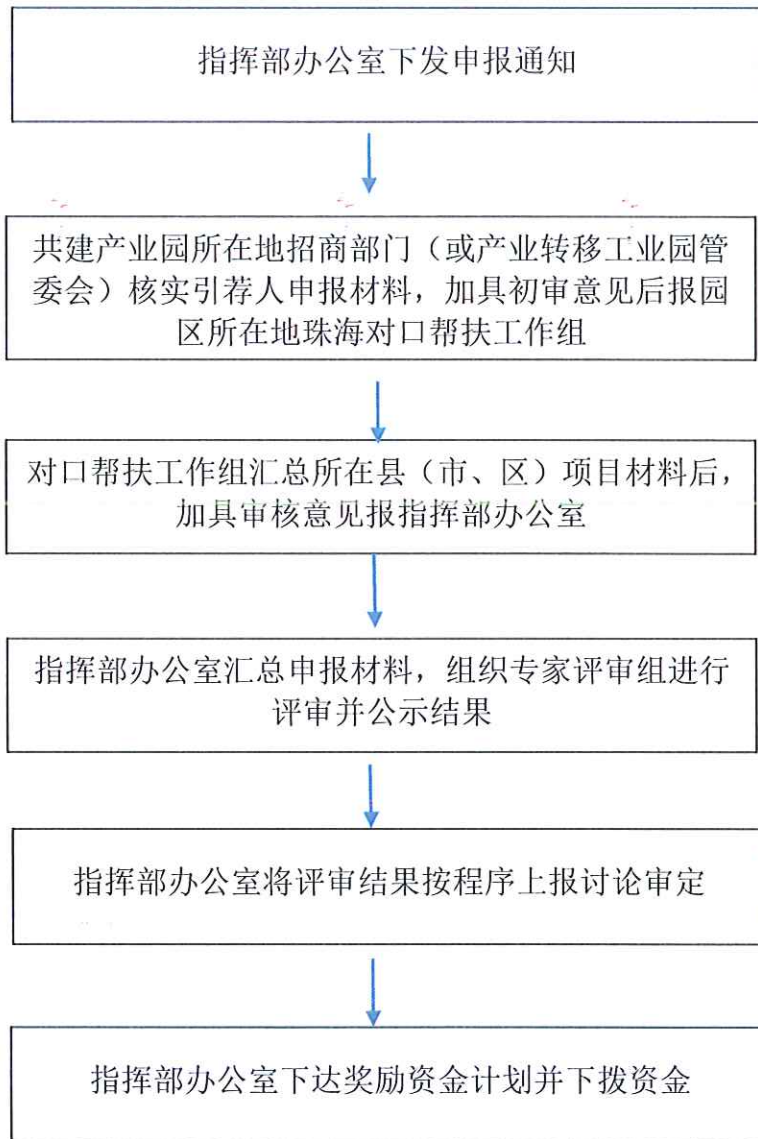 指挥部办公室下发申报通知
共建产业园所在地招商部门（或产业转移工业园管
委会）核实引荐人申报材料，加具初审意见后报园
区所在地珠海对口帮扶工作组
对口帮扶工作组汇总所在县（市、区）项目材料后，
加具审核意见报指挥部办公室
指挥部办公室汇总申报材料，组织专家评审组进行
评审并公示结果
指挥部办公室将评审结果按程序上报讨论审定
指挥部办公室下达奖励资金计划并下拨资金